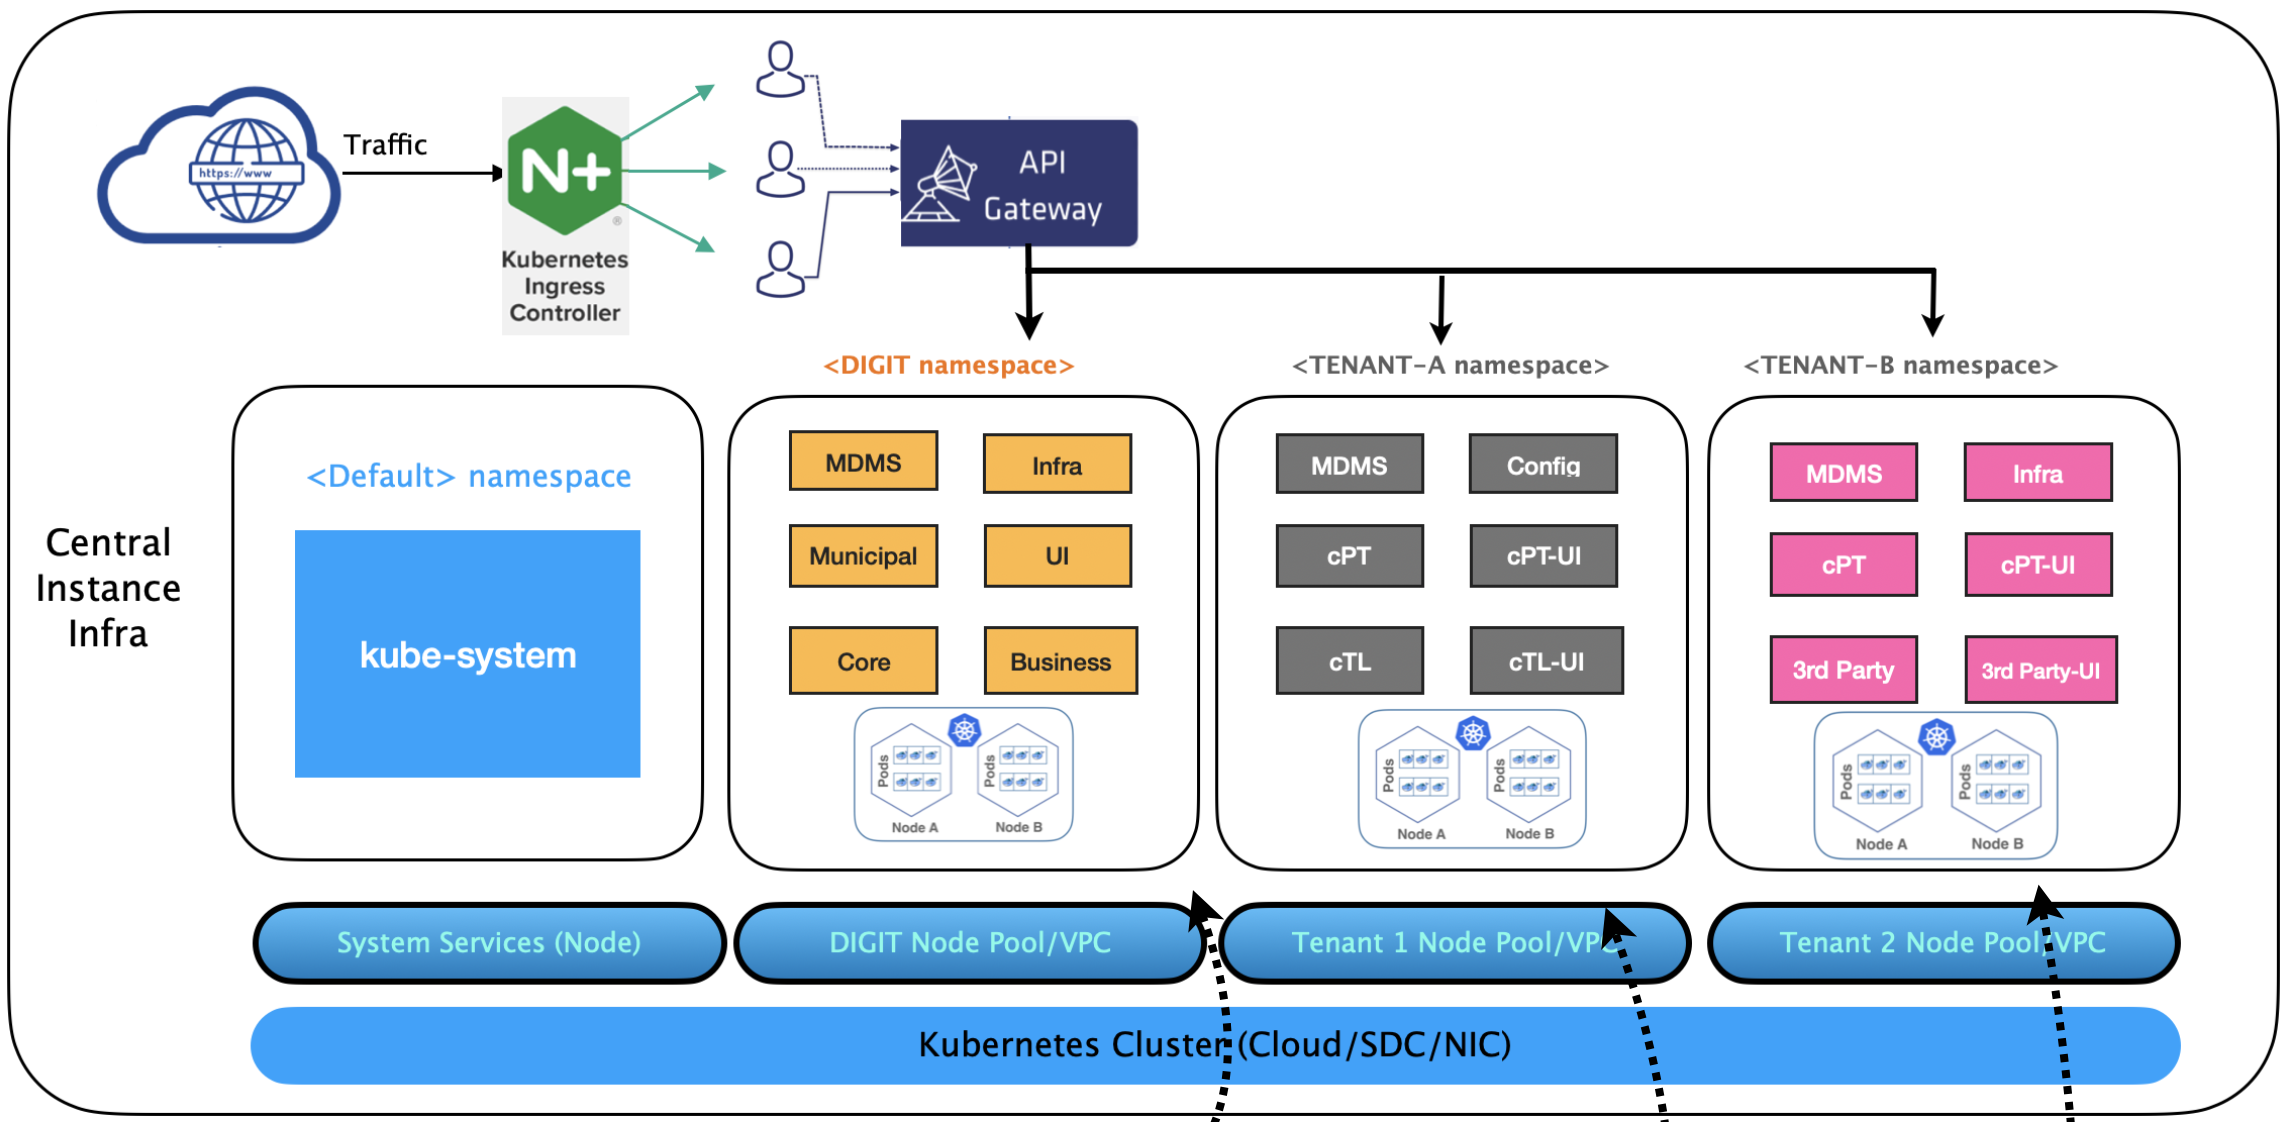 https://www
Traffic
N+
®
Kubernetes
Ingress
Controller
API
Gateway
<DIGIT namespace>
<TENANT-A namespace>
<TENANT-B namespace>
Central
Instance
Infra
<Default> namespace
kube-system
MDMS
Infra
Municipal
UI
Core
Business
Pods
Pods
Node A
Node B
MDMS
Config
cPT
cPT-UI
cTL
cTL-UI
Pods
Pods
Node A
Node B
MDMS
Infra
cPT
cPT-UI
3rd Party
3rd Party-UI
Pods
Pods
Node A
Node B
System Services (Node)
DIGIT Node Pool/VPC
Tenant 1 Node Pool/VPC
Tenant 2 Node Pool/VPC
Kubernetes Cluster (Cloud/SDC/NIC)